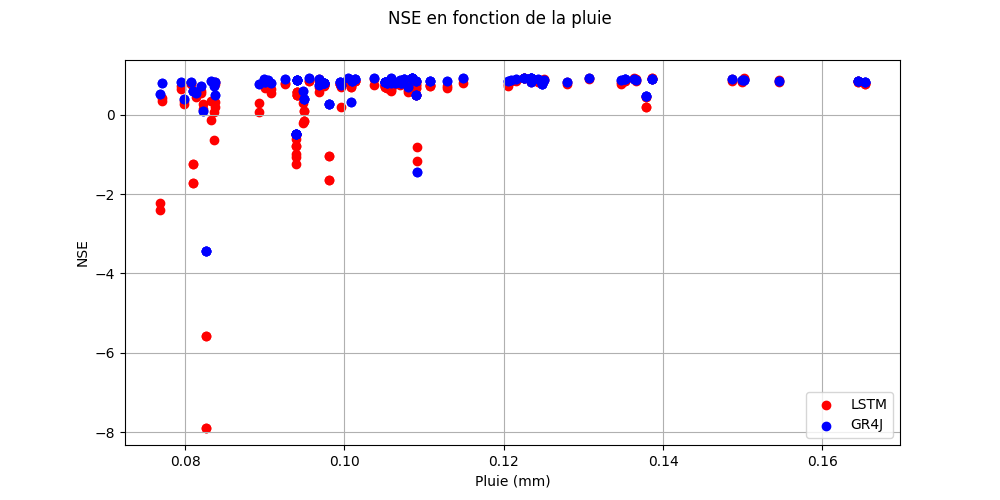 NSE en fonction de la pluie
NSE
0
−2
−4
−6
−8
0.08 0.10 0.12 0.14 0.16
Pluie (mm)
LSTM
GR4J